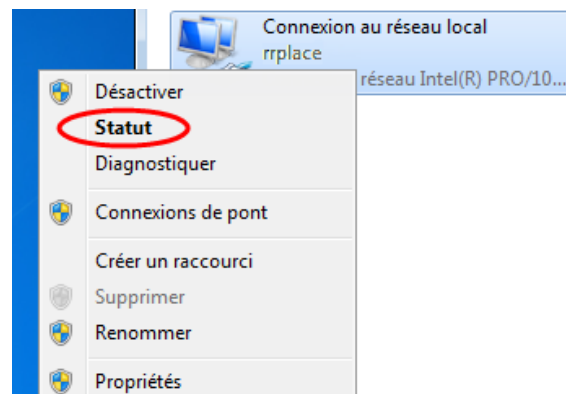 Connexion au réseau local
rrplace
réseau Intel(R) PRO/10...
Désactiver
Statut
Diagnostiquer
Connexions de pont
Créer un raccourci
Supprimer
Renommer
Propriétés